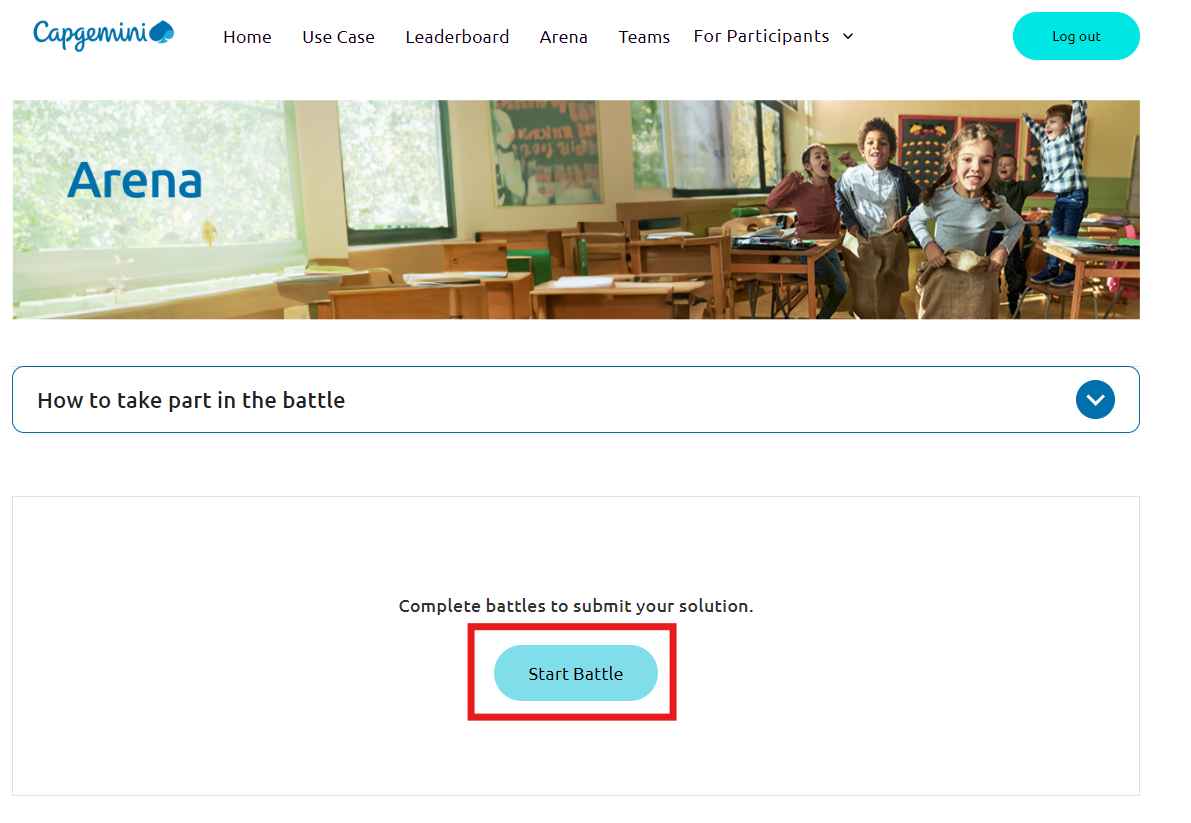 Capgemini
Home Use Case Leaderboard Arena Teams For Participants
Log out
Arena
How to take part in the battle
Complete battles to submit your solution.
Start Battle